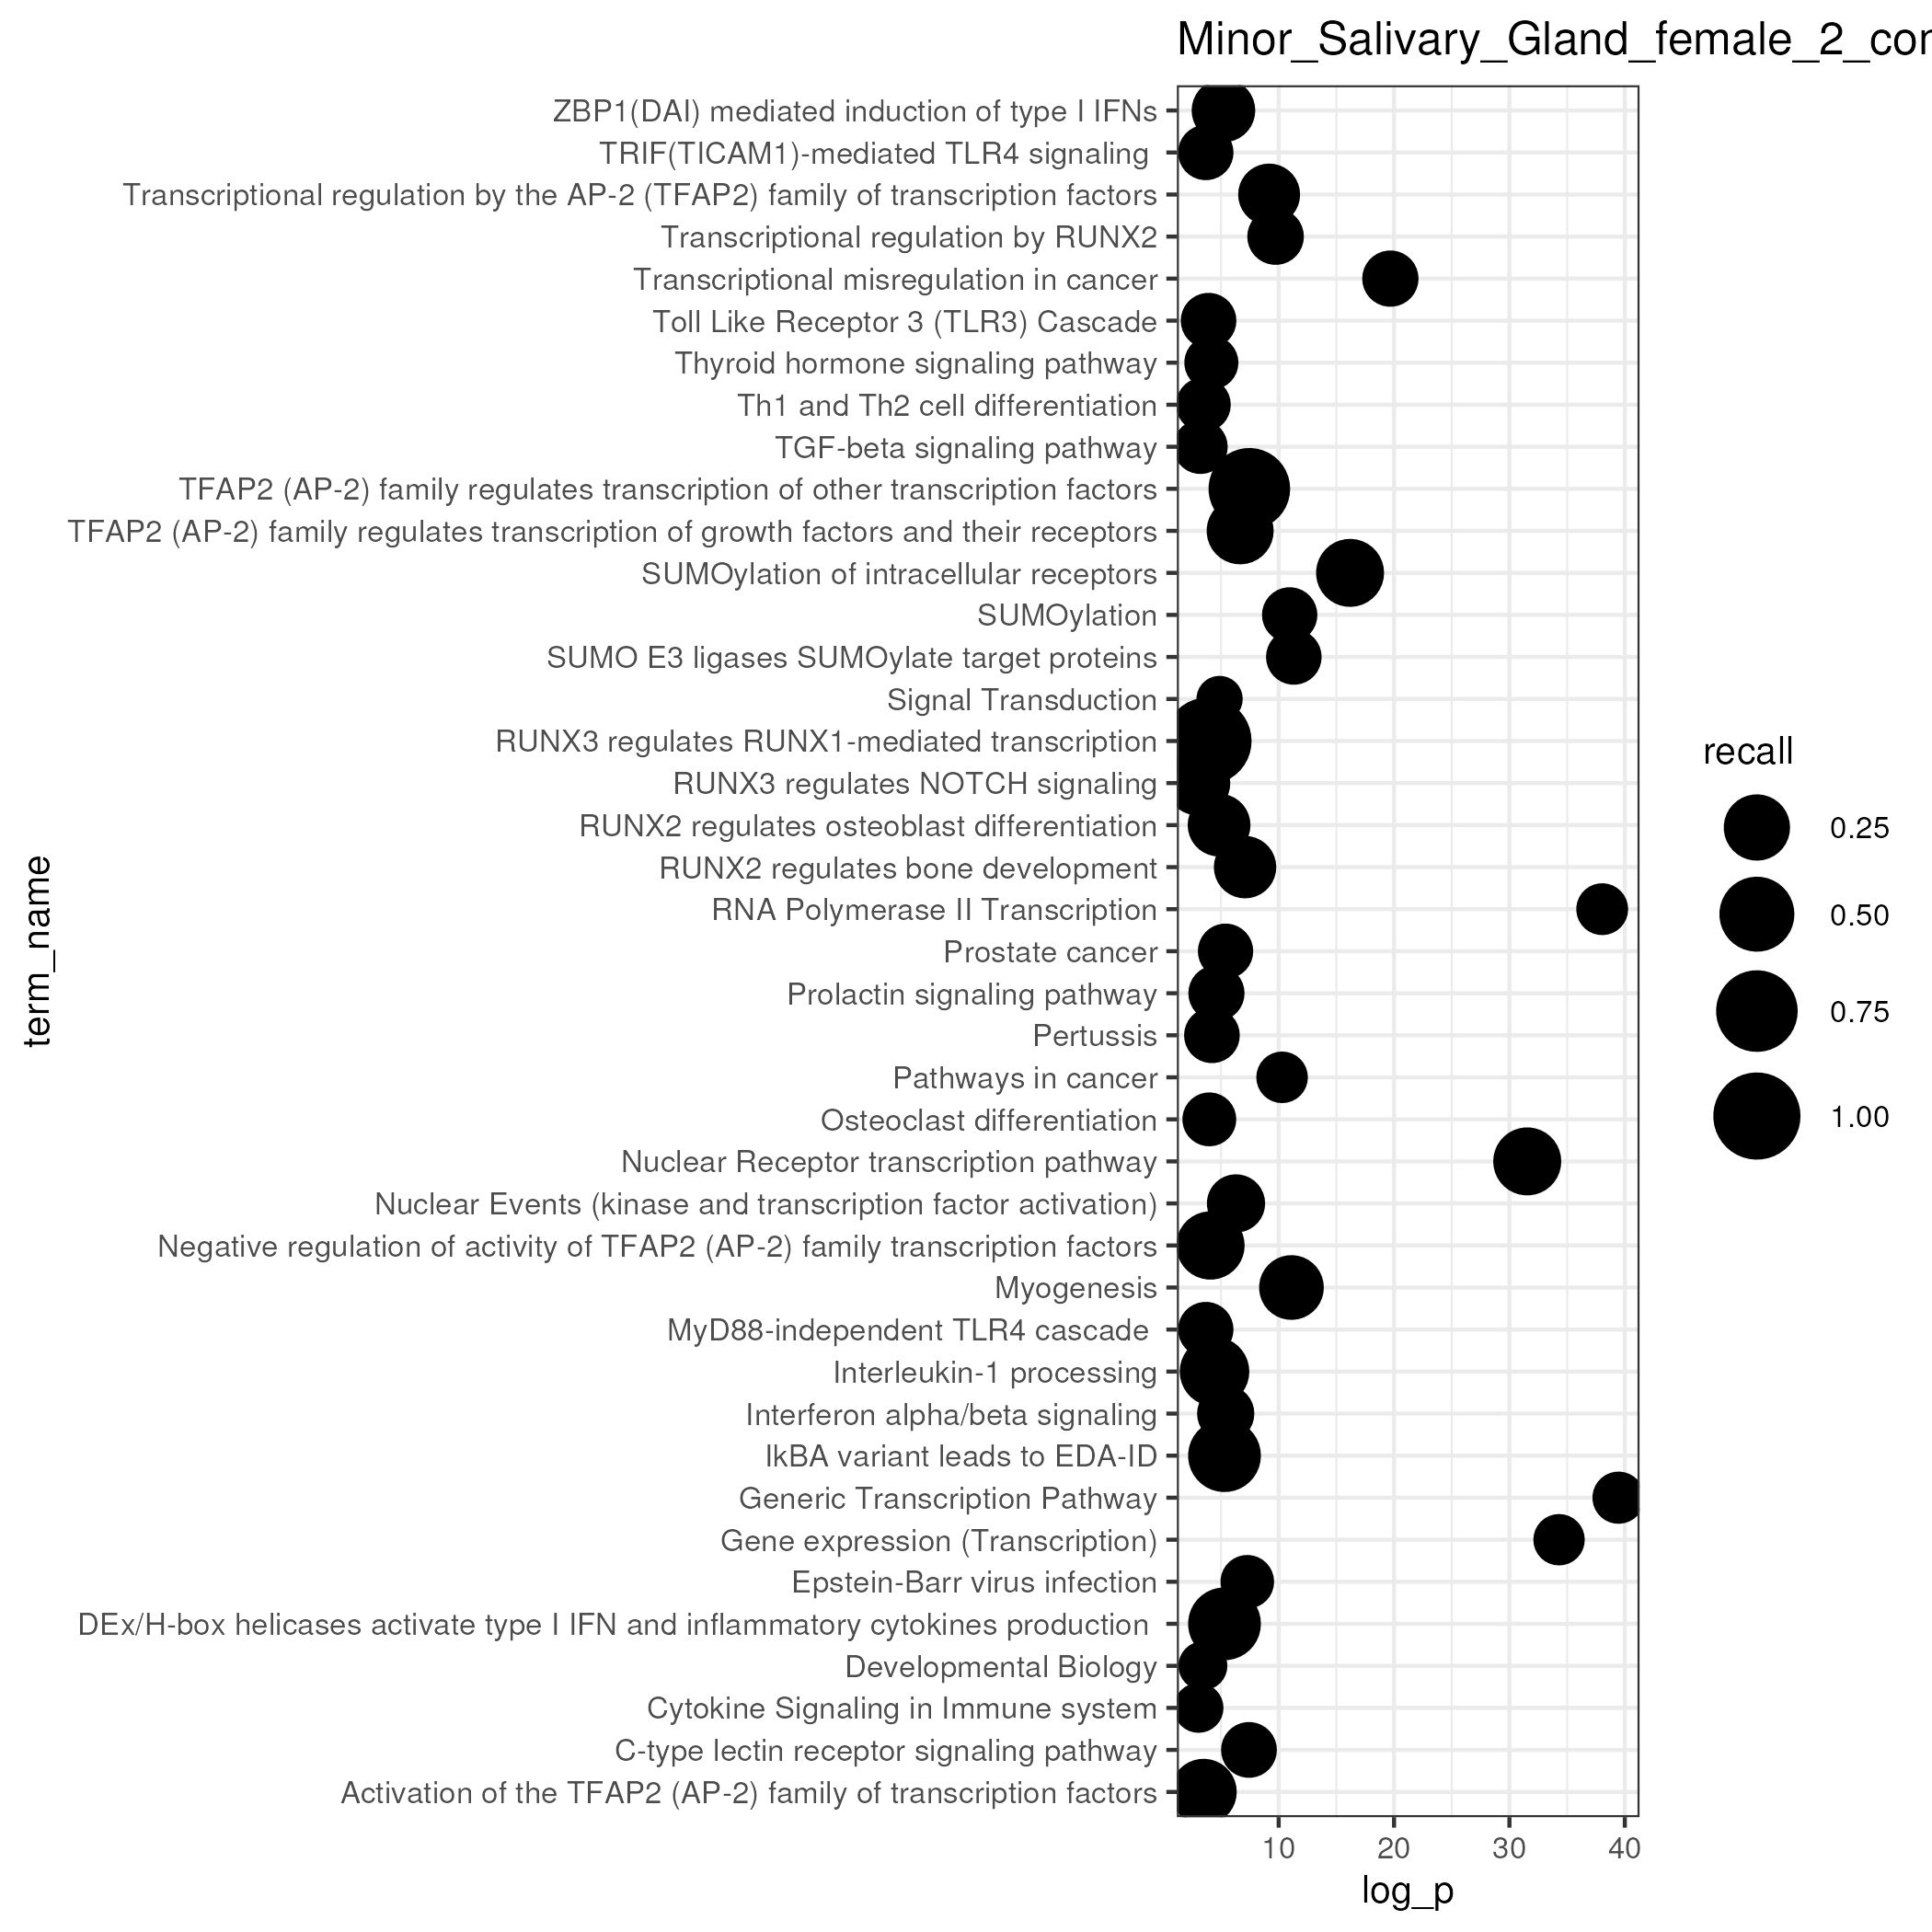 Minor_Salivary_Gland_female_2_cor
ZBP1(DAI) mediated induction of type I IFNs
TRIF(TICAM1)-mediated TLR4 signaling
Transcriptional regulation by the AP-2 (TFAP2) family of transcription factors
Transcriptional regulation by RUNX2
Transcriptional misregulation in cancer
Toll Like Receptor 3 (TLR3) Cascade
Thyroid hormone signaling pathway
Th1 and Th2 cell differentiation
TGF-beta signaling pathway
TFAP2 (AP-2) family regulates transcription of other transcription factors
TFAP2 (AP-2) family regulates transcription of growth factors and their receptors
SUMOylation of intracellular receptors
SUMOylation
SUMO E3 ligases SUMOylate target proteins
Signal Transduction
RUNX3 regulates RUNX1-mediated transcription
RUNX3 regulates NOTCH signaling
RUNX2 regulates osteoblast differentiation
RUNX2 regulates bone development
RNA Polymerase II Transcription
Prostate cancer
Prolactin signaling pathway
Pertussis
Pathways in cancer
Osteoclast differentiation
Nuclear Receptor transcription pathway
Nuclear Events (kinase and transcription factor activation)
Negative regulation of activity of TFAP2 (AP-2) family transcription factors
Myogenesis
MyD88-independent TLR4 cascade
Interleukin-1 processing
Interferon alpha/beta signaling
IkBA variant leads to EDA-ID
Generic Transcription Pathway
Gene expression (Transcription)
Epstein-Barr virus infection
DEx/H-box helicases activate type I IFN and inflammatory cytokines production
Developmental Biology
Cytokine Signaling in Immune system
C-type lectin receptor signaling pathway
Activation of the TFAP2 (AP-2) family of transcription factors
term_name
10 20 30 40
log_p
recall
0.25
0.50
0.75
1.00